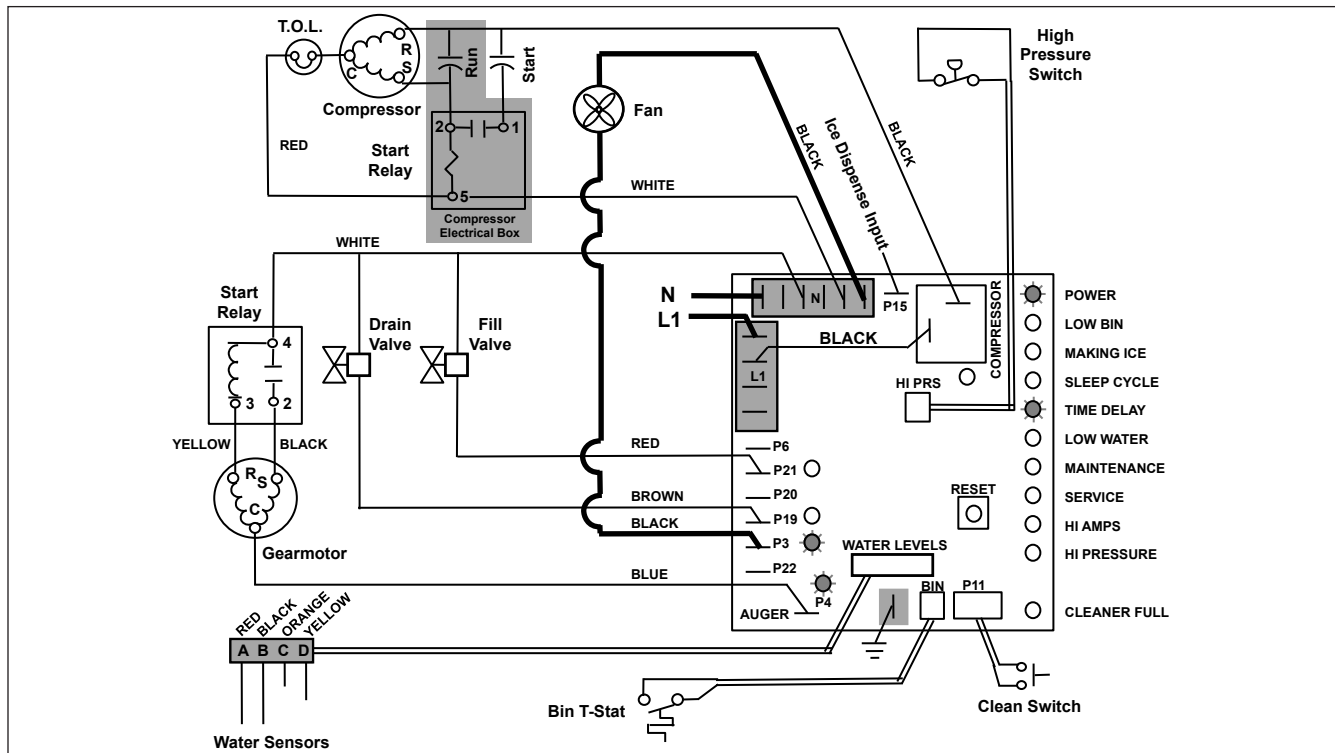 T.O.L.
C
R
S
Compressor
Run
Start
2
1
Start
Relay
5
Compressor
Electrical Box
RED
WHITE
Fan
BLACK
Ice Dispense Input
BLACK
High
Pressure
Switch
WHITE
Start
Relay
4
3
2
YELLOW
BLACK
R
S
C
Gearmotor
Drain
Valve
Fill
Valve
N
L1
N
P15
BLACK
L1
COMPRESSOR
HI PRS
POWER
LOW BIN
MAKING ICE
SLEEP CYCLE
TIME DELAY
LOW WATER
MAINTENANCE
SERVICE
HI AMPS
HI PRESSURE
CLEANER FULL
RED
BROWN
BLACK
BLUE
P6
P21
P20
P19
P3
P22
P4
AUGER
RESET
WATER LEVELS
BIN
P11
RED
BLACK
ORANGE
YELLOW
A B C D
Water Sensors
Bin T-Stat
Clean Switch